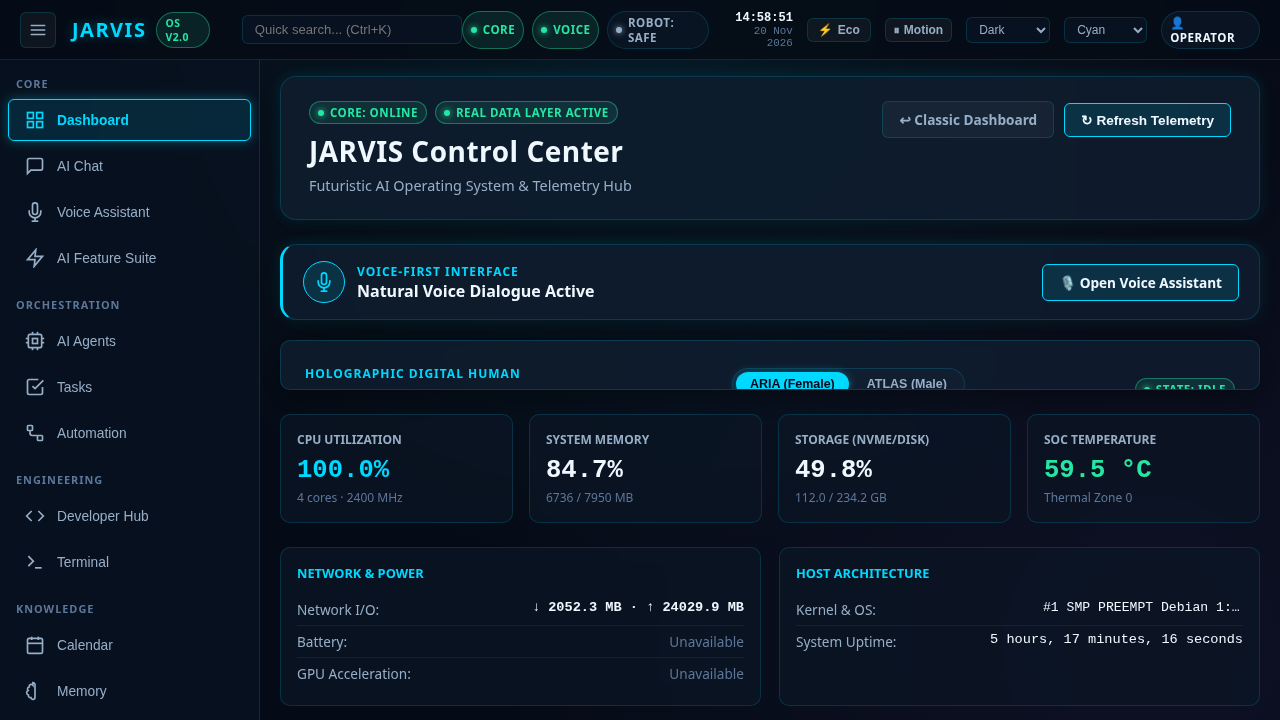 JARVIS
OS V2.0
Quick search... (Ctrl+K)
CORE
VOICE
ROBOT: SAFE
14:58:51
20 Nov 2026
⚡ Eco
Motion
Dark
Cyan
👤 OPERATOR
CORE
Dashboard
AI Chat
Voice Assistant
AI Feature Suite
ORCHESTRATION
AI Agents
Tasks
Automation
ENGINEERING
Developer Hub
Terminal
KNOWLEDGE
Calendar
Memory
CORE: ONLINE
REAL DATA LAYER ACTIVE
JARVIS Control Center
Futuristic AI Operating System & Telemetry Hub
↩ Classic Dashboard
↻ Refresh Telemetry
VOICE-FIRST INTERFACE
Natural Voice Dialogue Active
🎙️ Open Voice Assistant
HOLOGRAPHIC DIGITAL HUMAN
ARIA (Female)
ATLAS (Male)
STATE: IDLE
CPU UTILIZATION
100.0%
4 cores · 2400 MHz
SYSTEM MEMORY
84.7%
6736 / 7950 MB
STORAGE (NVME/DISK)
49.8%
112.0 / 234.2 GB
SOC TEMPERATURE
59.5 °C
Thermal Zone 0
NETWORK & POWER
Network I/O: ↓ 2052.3 MB · ↑ 24029.9 MB
Battery: Unavailable
GPU Acceleration: Unavailable
HOST ARCHITECTURE
Kernel & OS: #1 SMP PREEMPT Debian 1:…
System Uptime: 5 hours, 17 minutes, 16 seconds